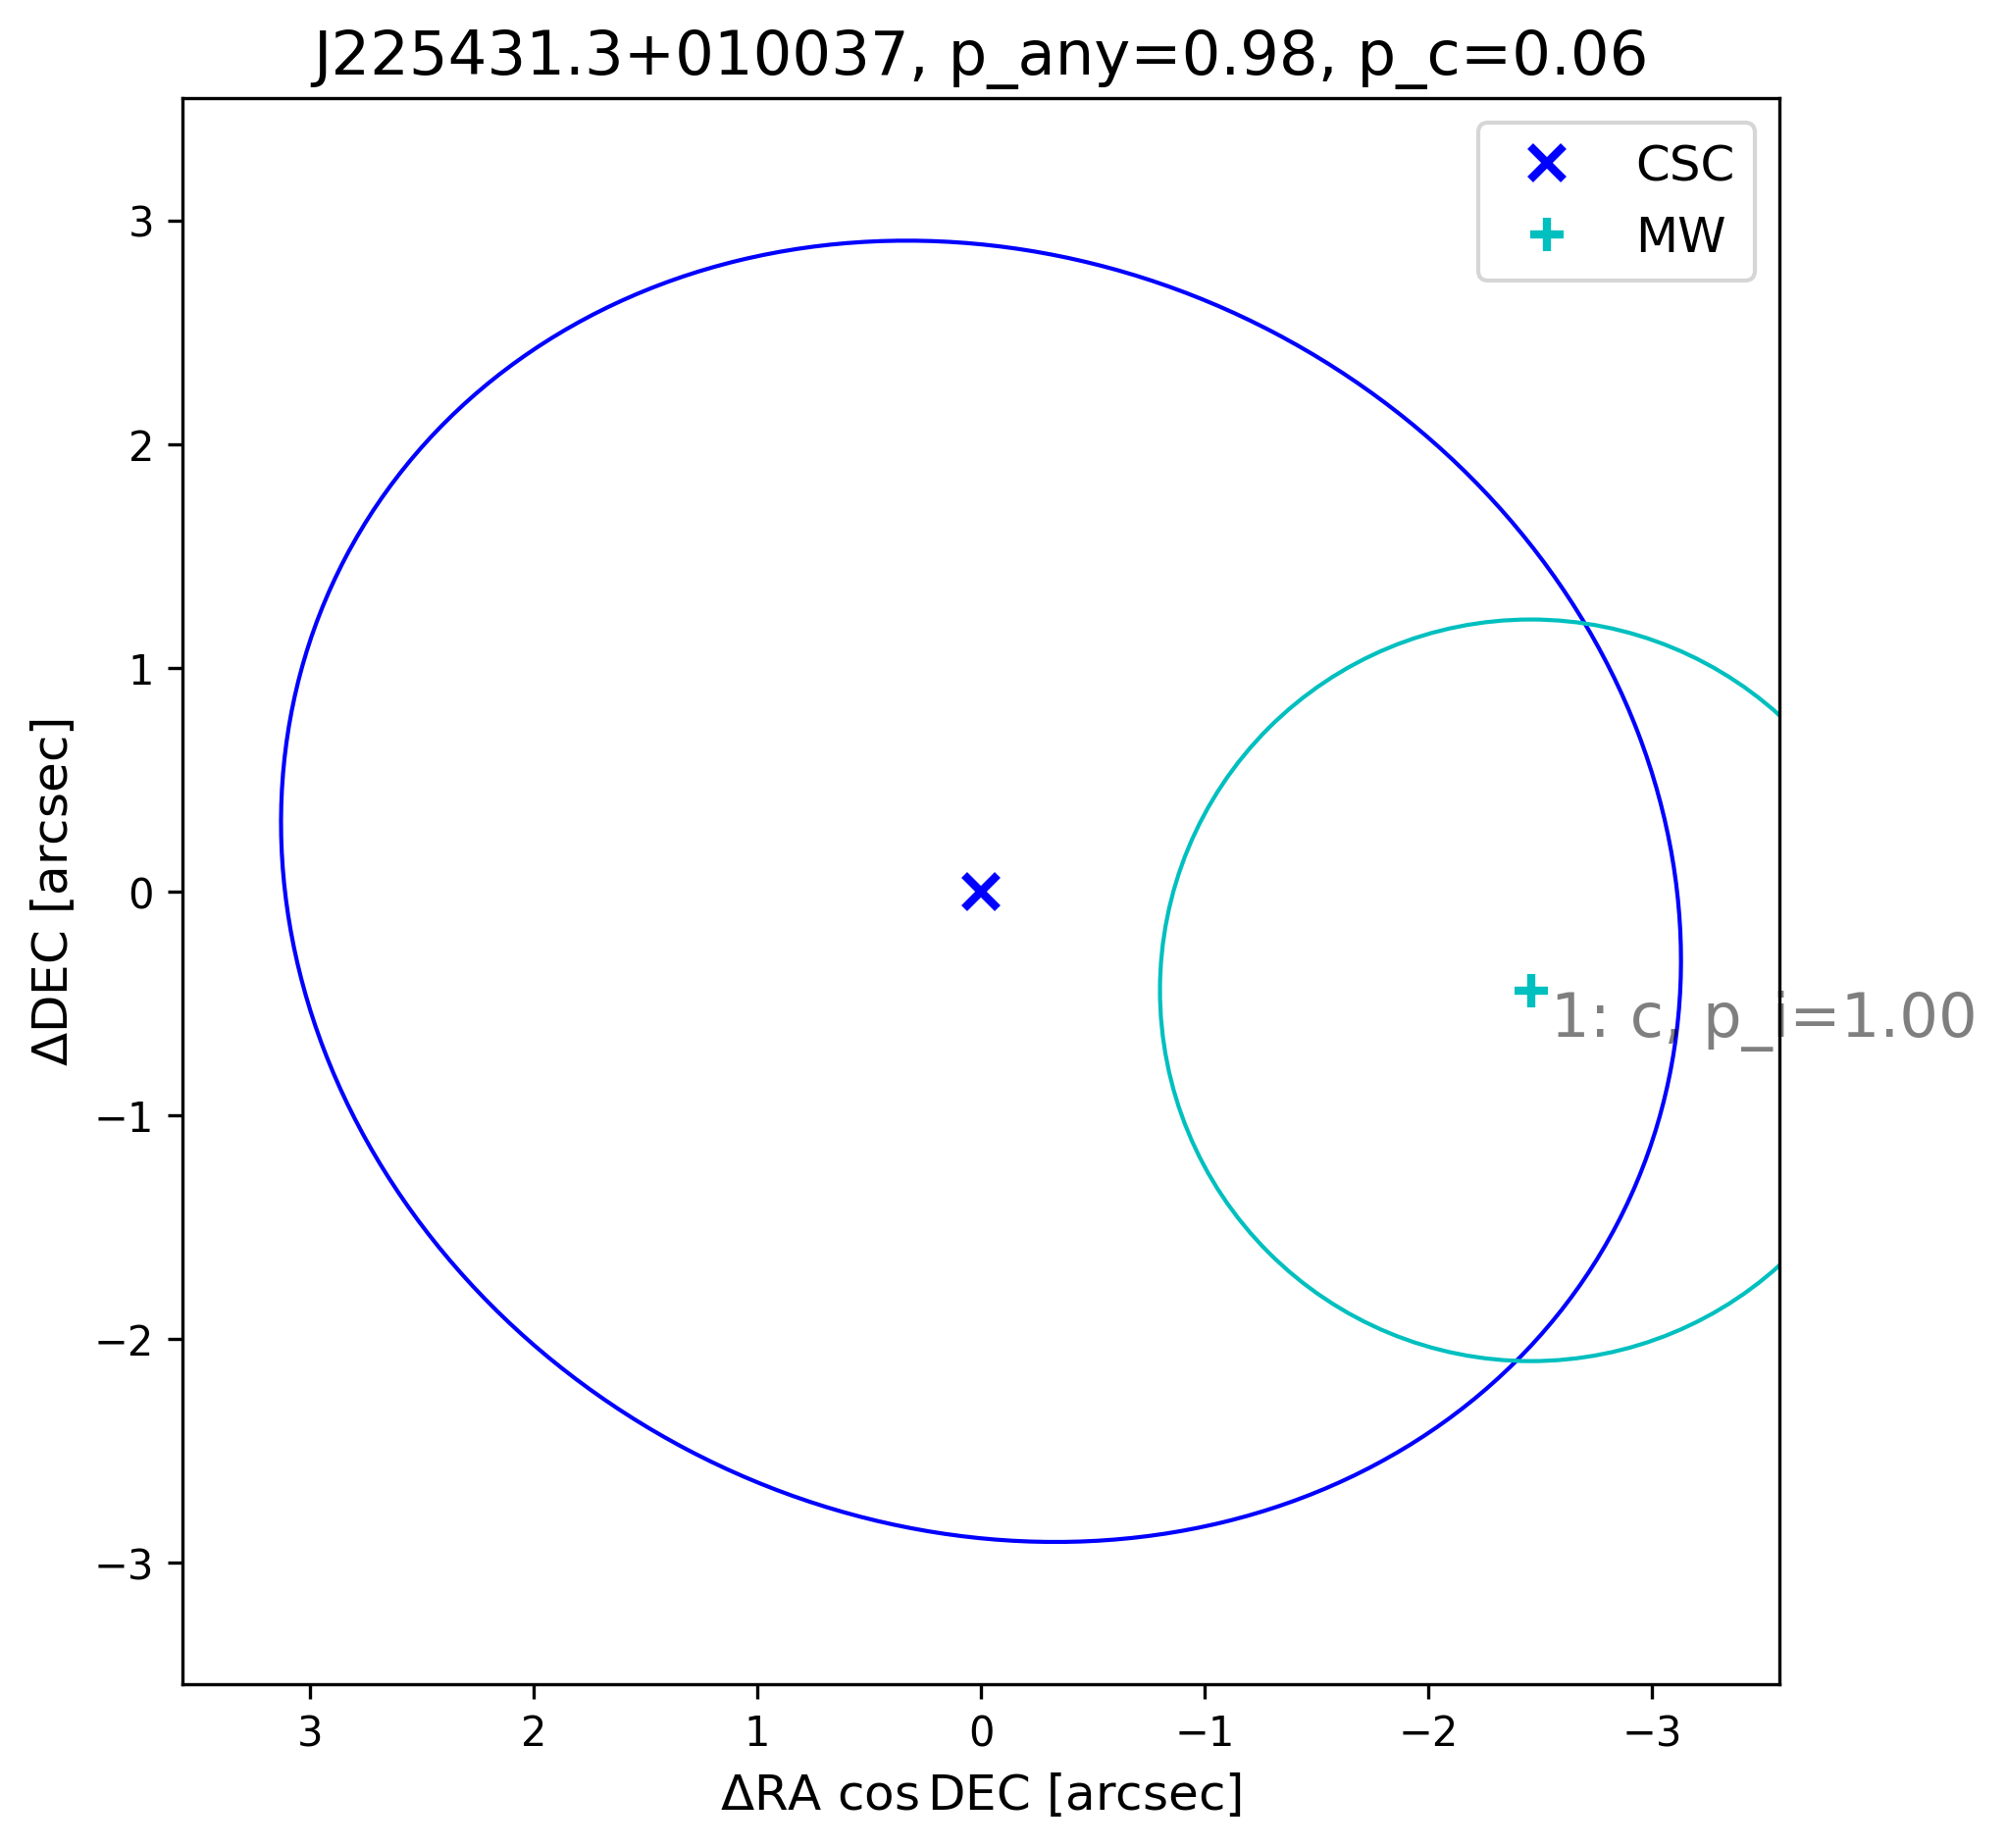 J225431.3+010037, p_any=0.98, p_c=0.06
CSC
MW
3
2
1
0
−1
−2
−3
ΔDEC [arcsec]
1: c, p_i=1.00
3
2
1
0
−1
−2
−3
ΔRA cos DEC [arcsec]